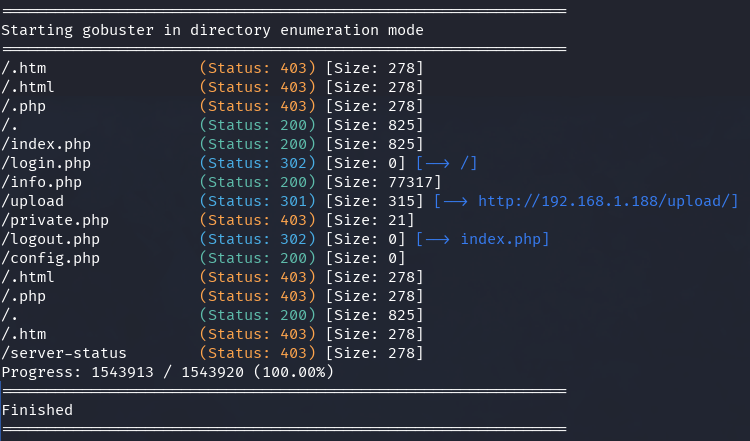 ===============================================================
Starting gobuster in directory enumeration mode
===============================================================
/.htm                 (Status: 403) [Size: 278]
/.html                (Status: 403) [Size: 278]
/.php                 (Status: 403) [Size: 278]
/.                    (Status: 200) [Size: 825]
/index.php            (Status: 200) [Size: 825]
/login.php            (Status: 302) [Size: 0] [--> /]
/info.php             (Status: 200) [Size: 77317]
/upload               (Status: 301) [Size: 315] [--> http://192.168.1.188/upload/]
/private.php          (Status: 403) [Size: 21]
/logout.php           (Status: 302) [Size: 0] [--> index.php]
/config.php           (Status: 200) [Size: 0]
/.html                (Status: 403) [Size: 278]
/.php                 (Status: 403) [Size: 278]
/.                    (Status: 200) [Size: 825]
/.htm                 (Status: 403) [Size: 278]
/server-status        (Status: 403) [Size: 278]
Progress: 1543913 / 1543920 (100.00%)
===============================================================
Finished
===============================================================